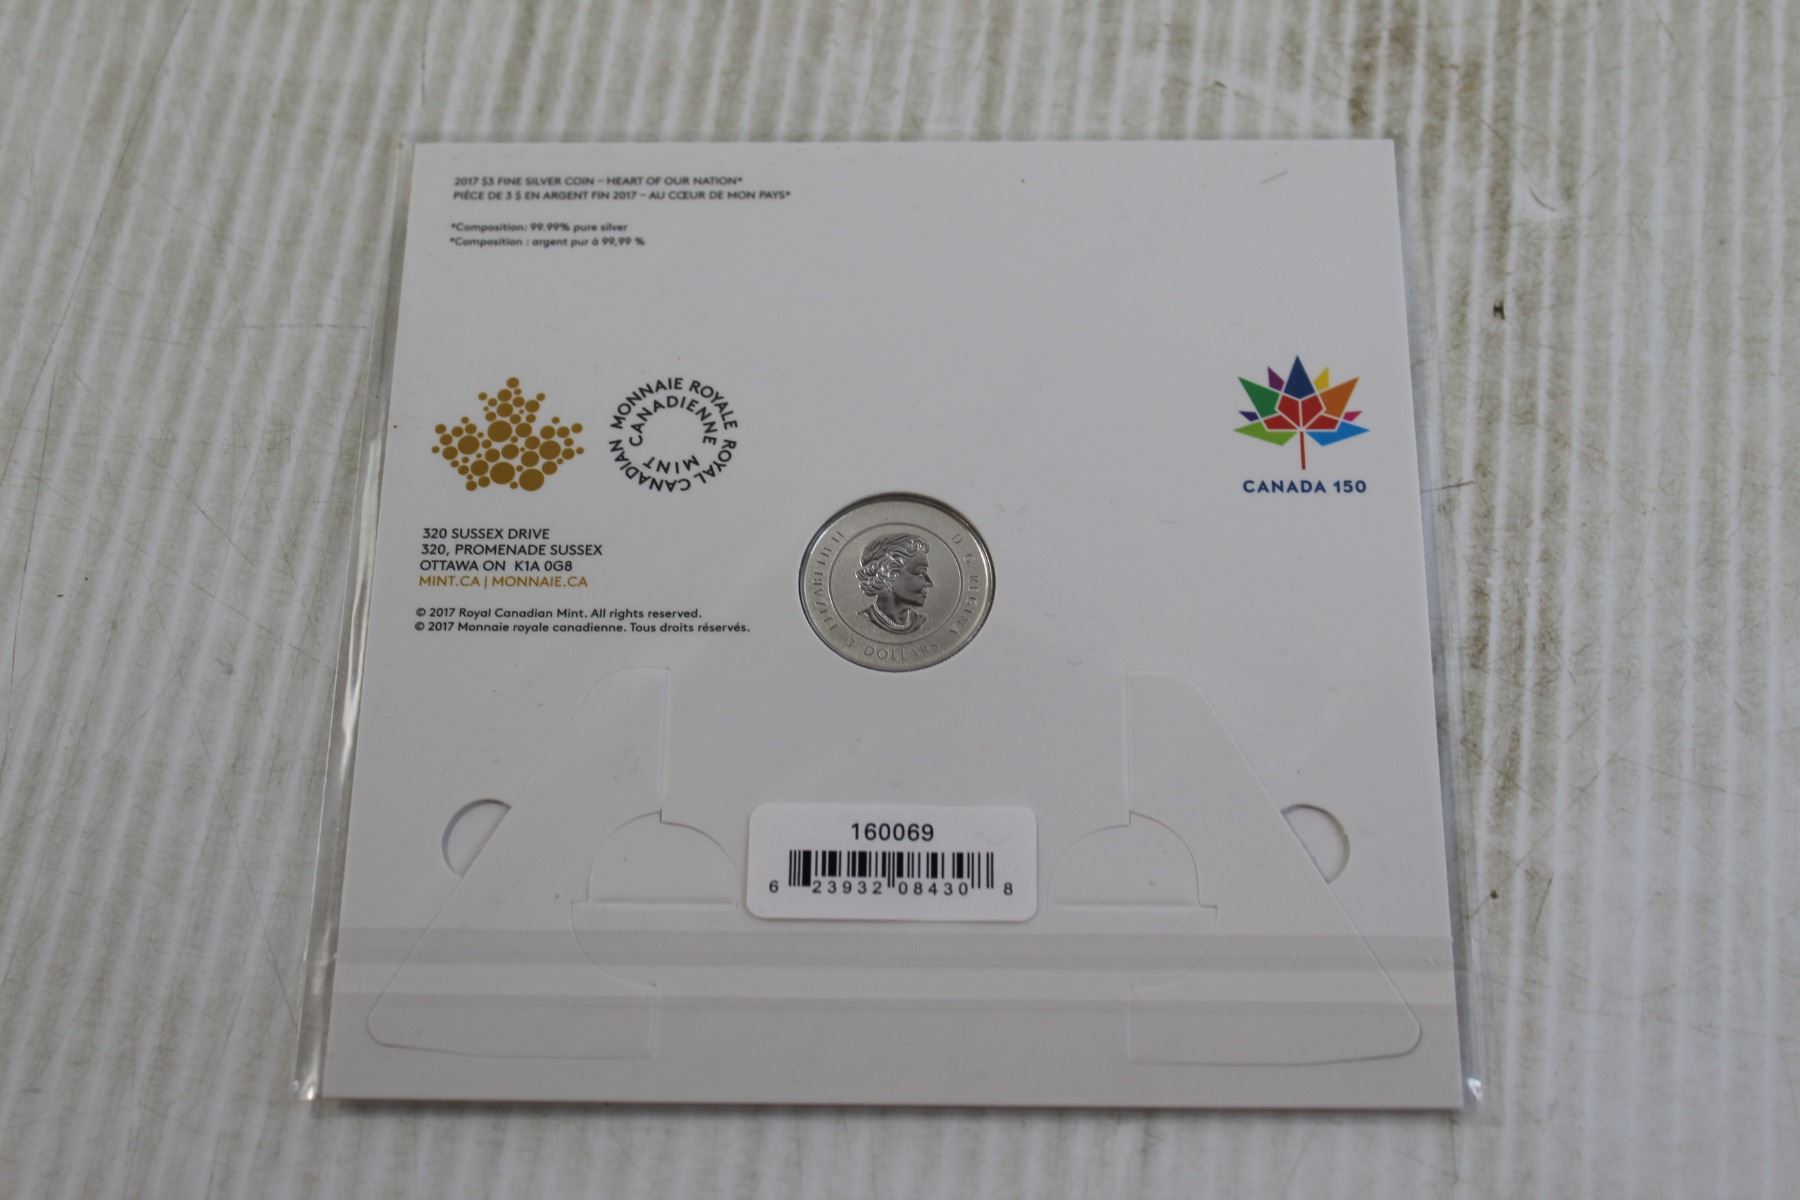 2017 $3 FINE SILVER COIN – HEART OF OUR NATION*
PIÈCE DE 3 $ EN ARGENT FIN 2017 – AU CŒUR DE MON PAYS*
*Composition: 99.99% pure silver
*Composition : argent pur à 99,99 %
MONNAIE ROYALE CANADIENNE
ROYAL CANADIAN MINT
CANADA 150
320 SUSSEX DRIVE
320, PROMENADE SUSSEX
OTTAWA ON K1A 0G8
MINT.CA | MONNAIE.CA
© 2017 Royal Canadian Mint. All rights reserved.
© 2017 Monnaie royale canadienne. Tous droits réservés.
ELIZABETH II D·G·REGINA
3 DOLLARS
160069
6 23932 08430 8